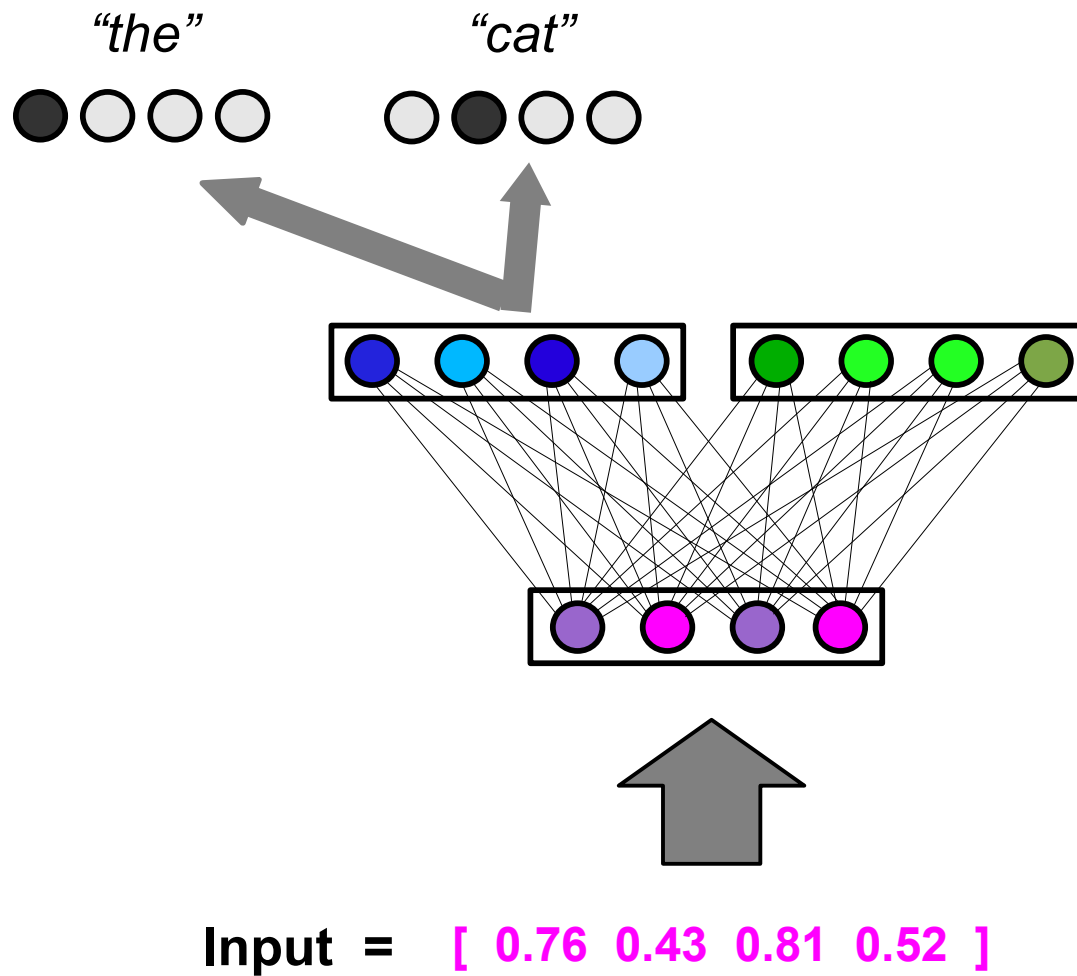 “the” “cat”
Input = [ 0.76 0.43 0.81 0.52 ]